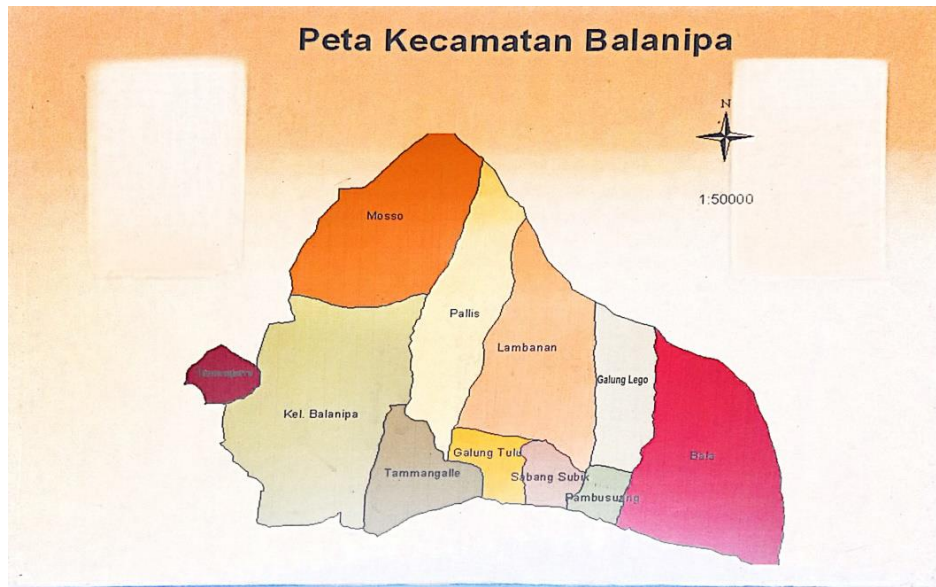 Peta Kecamatan Balanipa
N
1:50000
Mosso
Pallis
Lambanan
Galung Lego
Kel. Balanipa
Bala
Galung Tulu
Tammangalle
Sabang Subik
Pambusuang